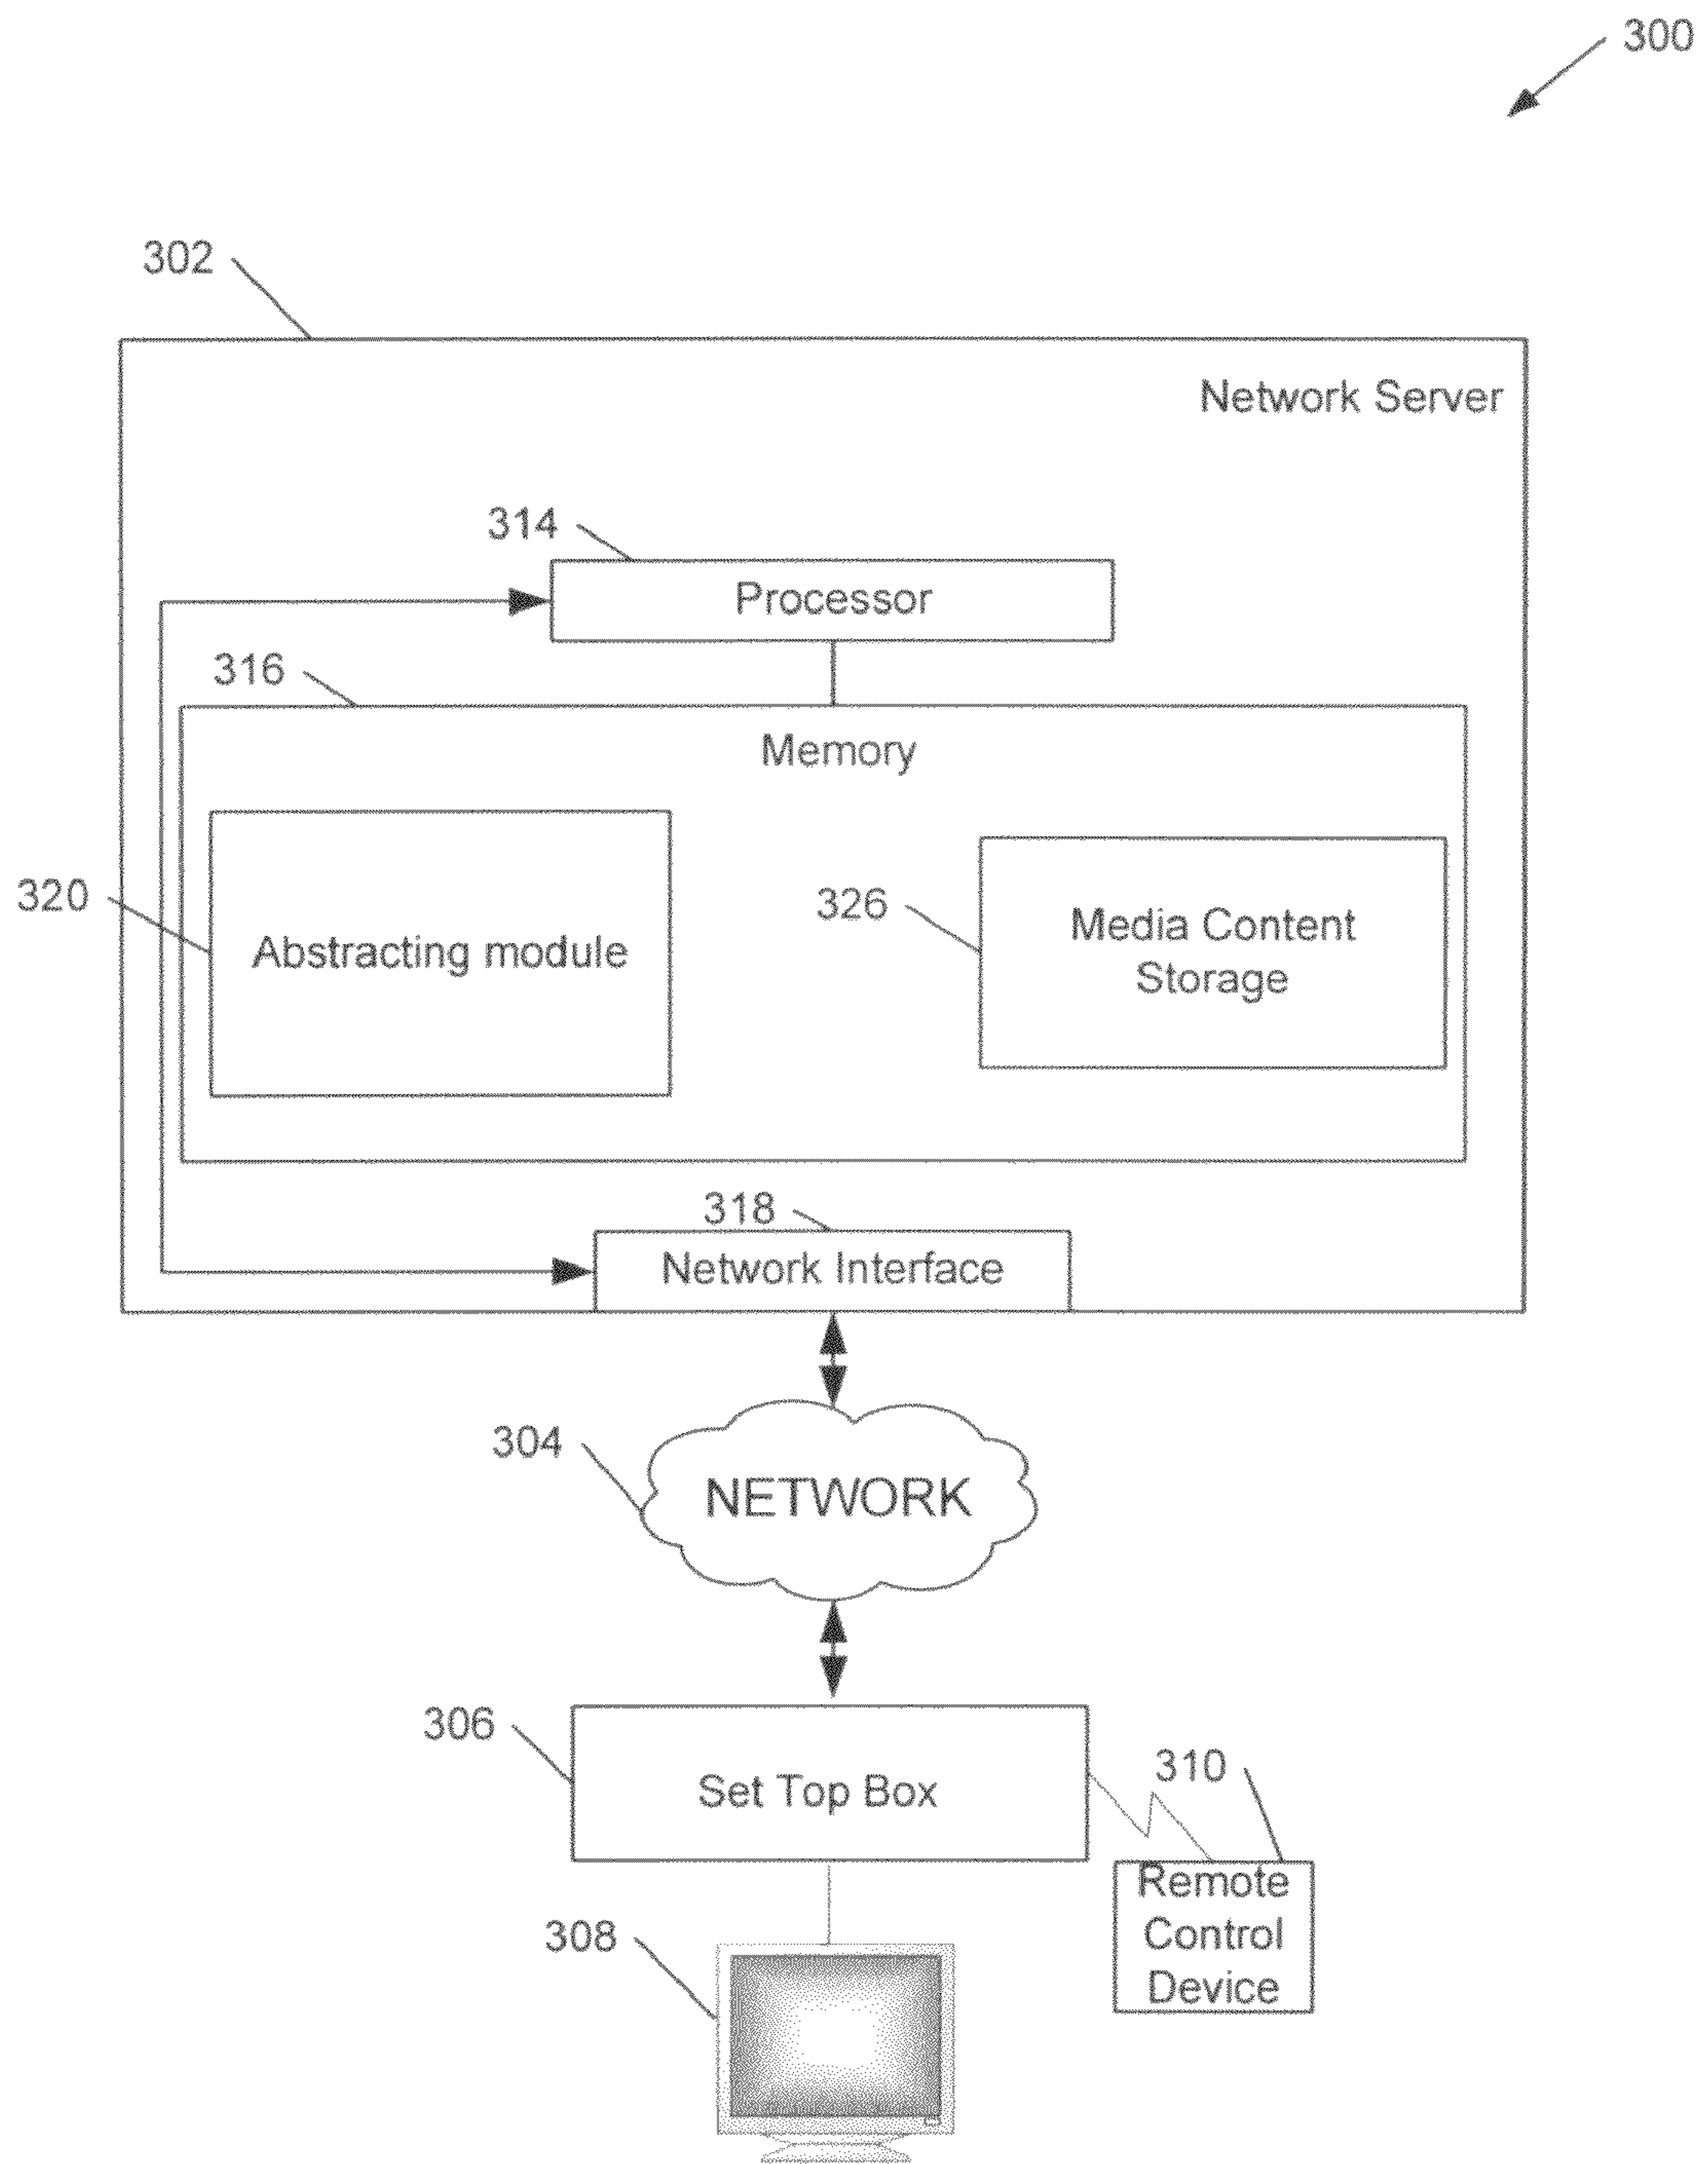 300
302
Network Server
314
Processor
316
Memory
320
Abstracting module
326
Media Content
Storage
318
Network Interface
304
NETWORK
306
Set Top Box
310
Remote
Control
Device
308